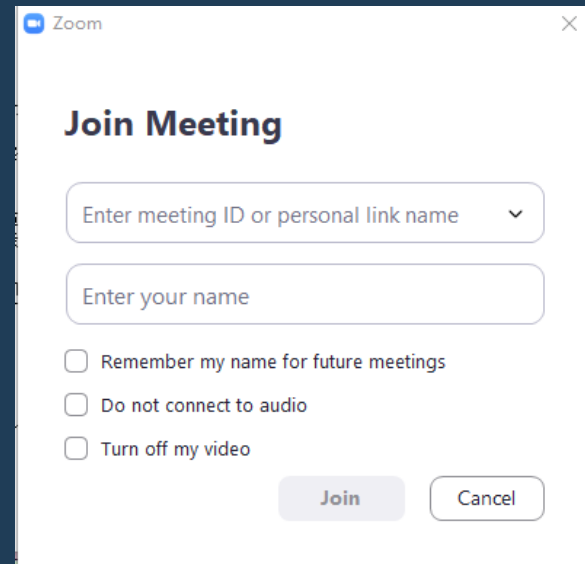 Zoom
Join Meeting
Enter meeting ID or personal link name
Enter your name
Remember my name for future meetings
Do not connect to audio
Turn off my video
Join Cancel